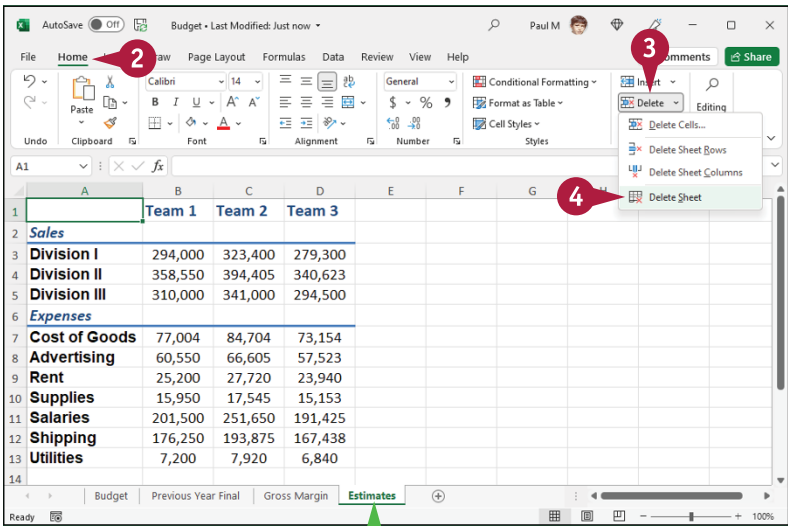 AutoSave Off Budget • Last Modified: Just now Paul M
File Home raw Page Layout Formulas Data Review View Help omments Share
2
3
Paste
Calibri 14
B I U A A
A
General
$ % 9
Conditional Formatting
Format as Table
Cell Styles
Insert
Delete
Editing
Undo Clipboard Font Alignment Number Styles
Delete Cells...
Delete Sheet Rows
Delete Sheet Columns
4
Delete Sheet
A1 fx
A B C D E F G H
1 Team 1 Team 2 Team 3
2 Sales
3 Division I 294,000 323,400 279,300
4 Division II 358,550 394,405 340,623
5 Division III 310,000 341,000 294,500
6 Expenses
7 Cost of Goods 77,004 84,704 73,154
8 Advertising 60,550 66,605 57,523
9 Rent 25,200 27,720 23,940
10 Supplies 15,950 17,545 15,153
11 Salaries 201,500 251,650 191,425
12 Shipping 176,250 193,875 167,438
13 Utilities 7,200 7,920 6,840
14
Budget Previous Year Final Gross Margin Estimates
Ready 100%